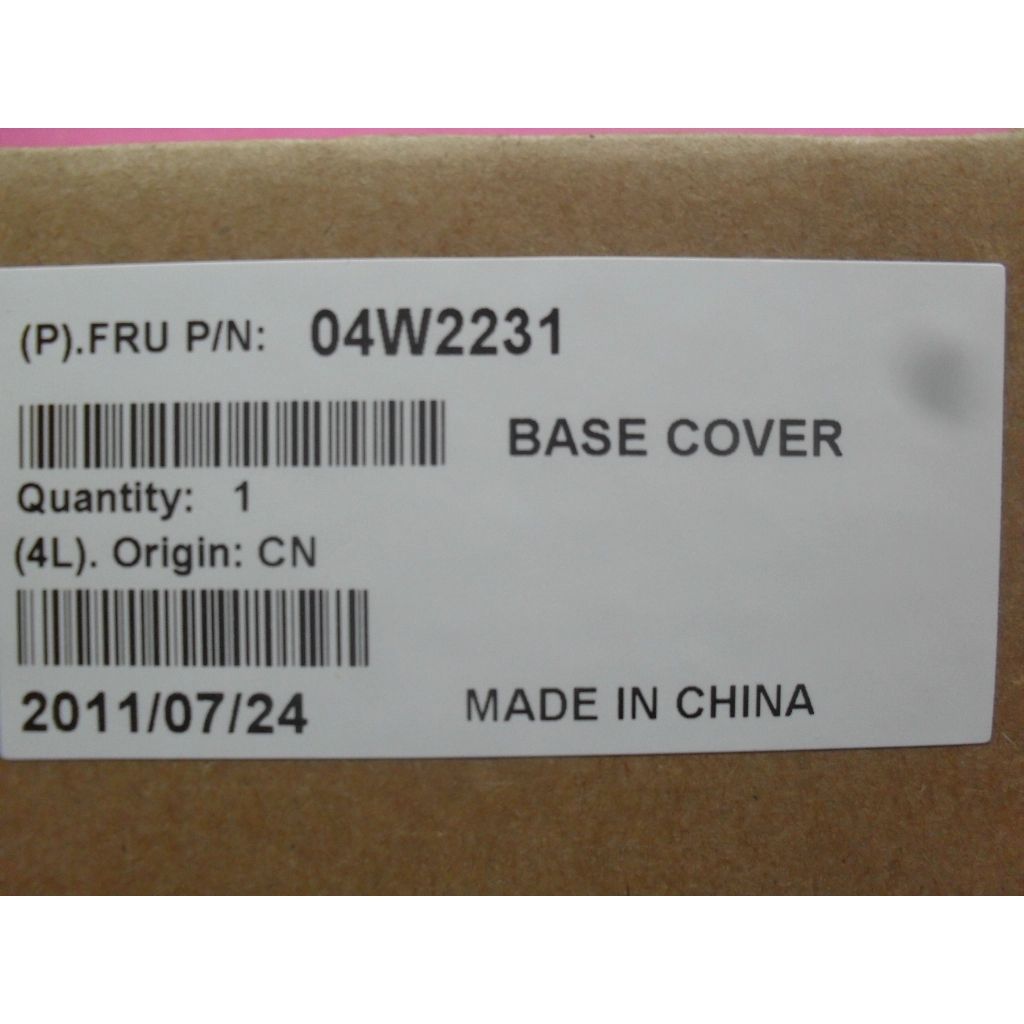 (P).FRU P/N: 04W2231
BASE COVER
Quantity: 1
(4L). Origin: CN
2011/07/24 MADE IN CHINA